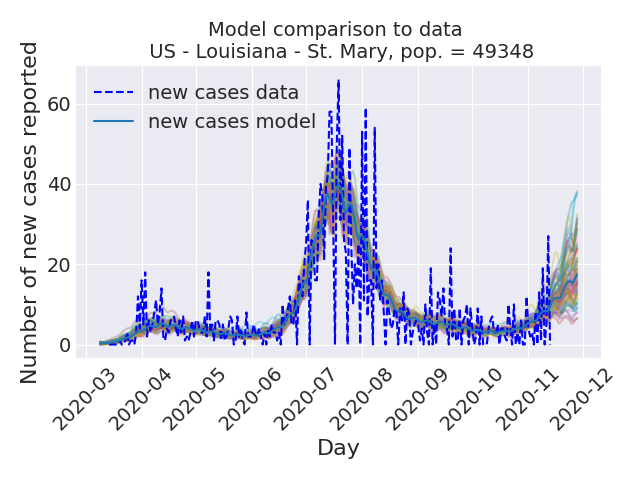 Model comparison to data
US - Louisiana - St. Mary, pop. = 49348
Number of new cases reported
60
40
20
0
new cases data
new cases model
2020-03
2020-04
2020-05
2020-06
2020-07
2020-08
2020-09
2020-10
2020-11
2020-12
Day